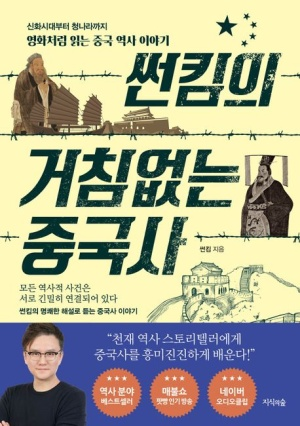 신화시대부터 청나라까지
영화처럼 읽는 중국 역사 이야기
썬킴의
거침없는
중국사
썬킴 지음
모든 역사적 사건은
서로 긴밀히 연결되어 있다
썬킴의 명쾌한 해설로 듣는 중국사 이야기
“천재 역사 스토리텔러에게
중국사를 흥미진진하게 배운다!”
역사 분야
베스트셀러
매불쇼
팟빵 인기 방송
네이버
오디오클립
지식의숲